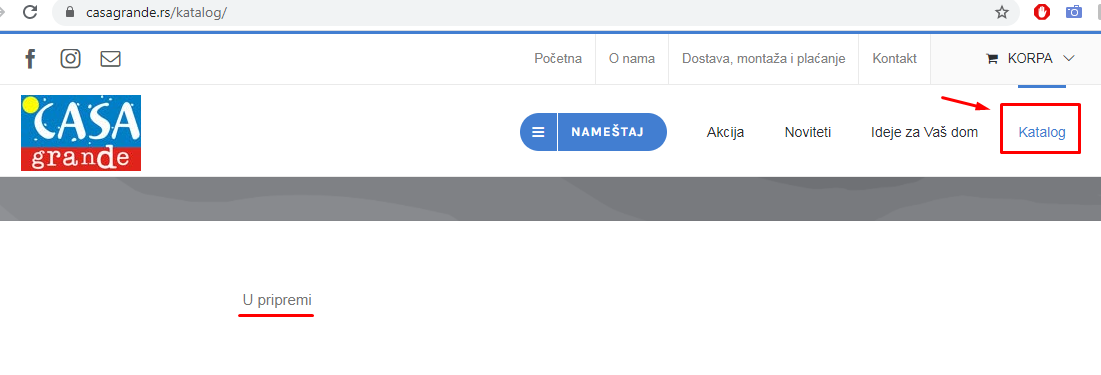 casagrande.rs/katalog/
Početna O nama Dostava, montaža i plaćanje Kontakt KORPA
CASA
grande
NAMEŠTAJ Akcija Noviteti Ideje za Vaš dom Katalog
U pripremi